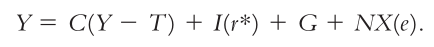 Y = C(Y − T) + I(r*) + G + NX(e).